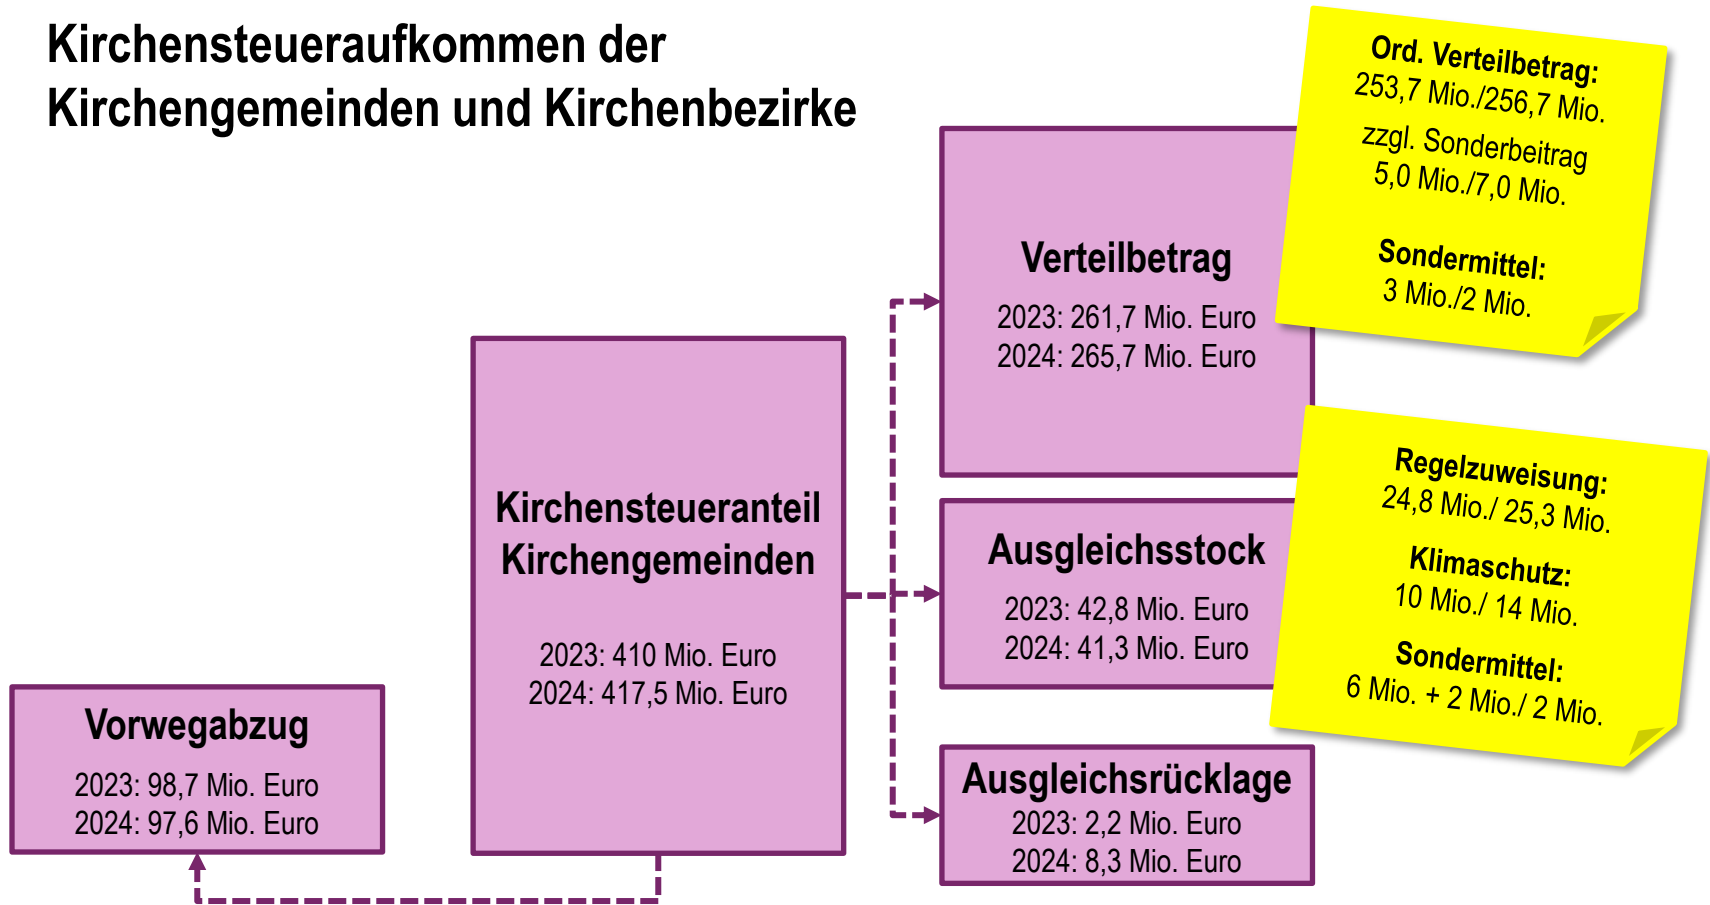 Kirchensteueraufkommen der
Kirchengemeinden und Kirchenbezirke
Ord. Verteilbetrag:
253,7 Mio./256,7 Mio.
zzgl. Sonderbeitrag
5,0 Mio./7,0 Mio.
Sondermittel:
3 Mio./2 Mio.
Verteilbetrag
2023: 261,7 Mio. Euro
2024: 265,7 Mio. Euro
Regelzuweisung:
24,8 Mio./ 25,3 Mio.
Klimaschutz:
10 Mio./ 14 Mio.
Sondermittel:
6 Mio. + 2 Mio./ 2 Mio.
Kirchensteueranteil
Kirchengemeinden
2023: 410 Mio. Euro
2024: 417,5 Mio. Euro
Ausgleichsstock
2023: 42,8 Mio. Euro
2024: 41,3 Mio. Euro
Vorwegabzug
2023: 98,7 Mio. Euro
2024: 97,6 Mio. Euro
Ausgleichsrücklage
2023: 2,2 Mio. Euro
2024: 8,3 Mio. Euro